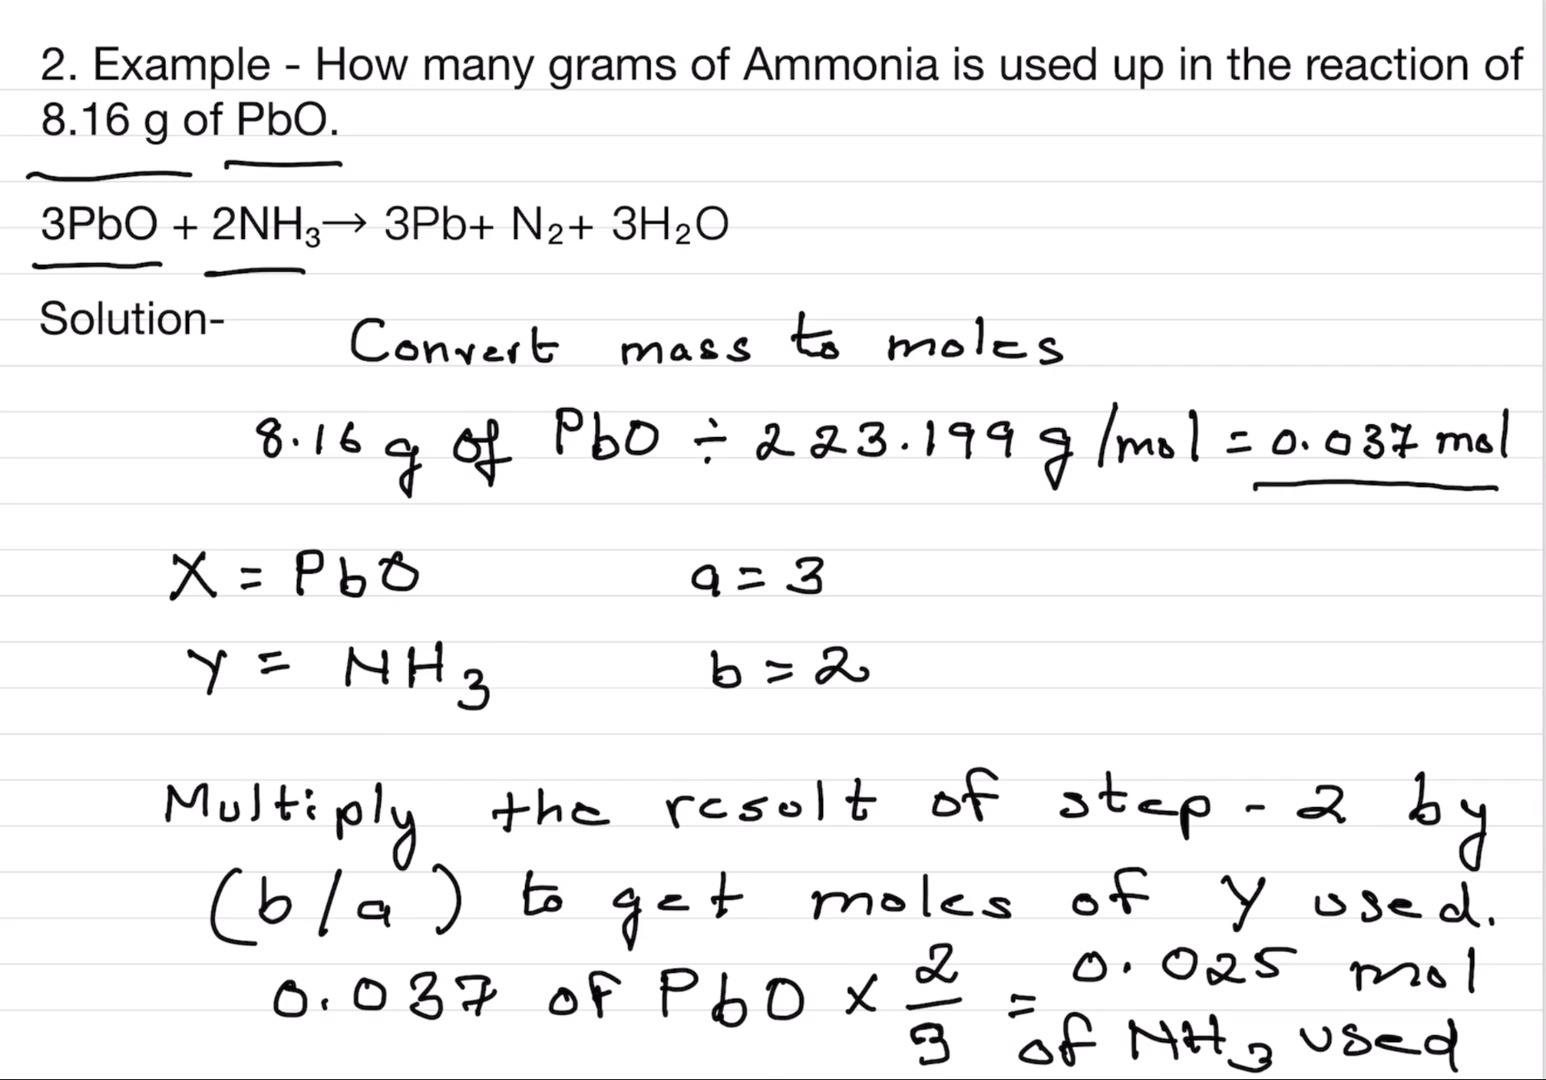 2. Example - How many grams of Ammonia is used up in the reaction of
8.16 g of PbO.
3PbO + 2NH₃→ 3Pb+ N₂+ 3H₂O
Solution-
Convert mass to moles
8.16 g of PbO ÷ 223.199 g/mol = 0.037 mol
X = PbO a = 3
Y = NH₃ b = 2
Multiply the result of step - 2 by
(b/a) to get moles of Y used.
0.037 of PbO × 2/3 = 0.025 mol
of NH₃ used